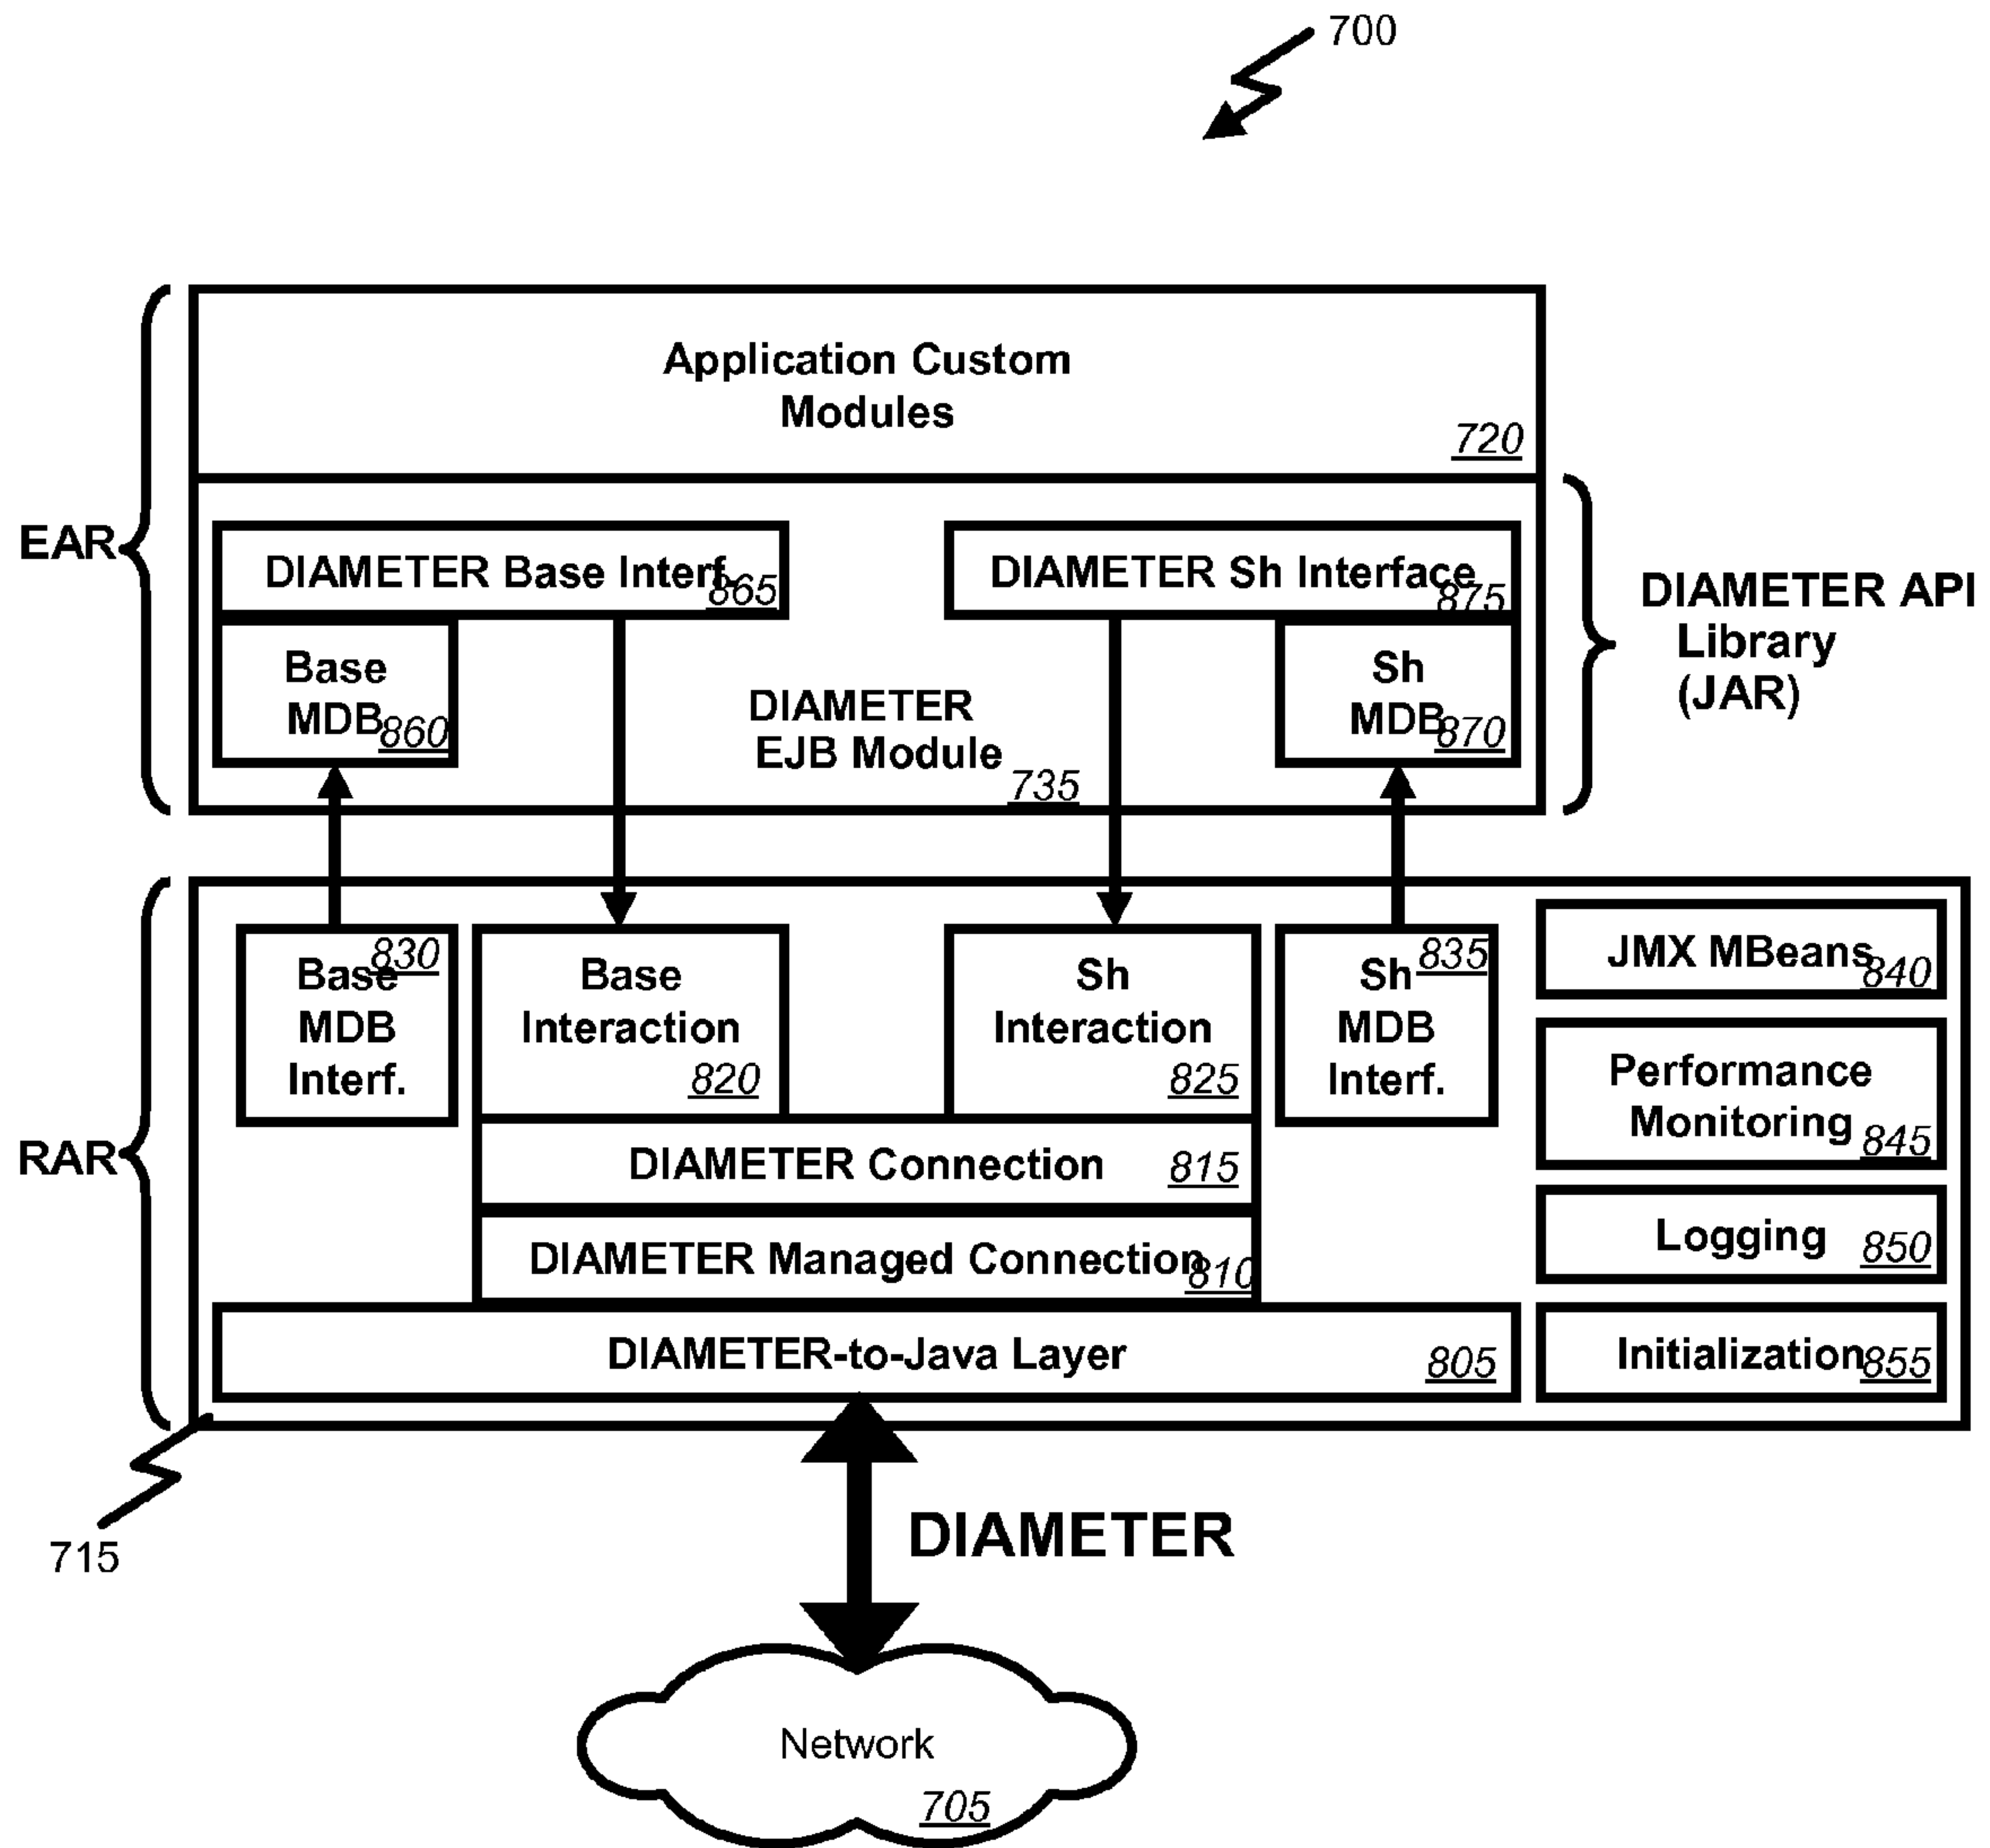 700
Application Custom
Modules
720
EAR
DIAMETER Base Interf.
865
DIAMETER Sh Interface
875
DIAMETER API
Library
(JAR)
Base
MDB
860
DIAMETER
EJB Module
735
Sh
MDB
870
RAR
830
Base
MDB
Interf.
Base
Interaction
820
Sh
Interaction
825
835
Sh
MDB
Interf.
JMX MBeans
840
Performance
Monitoring
845
DIAMETER Connection
815
Logging
850
DIAMETER Managed Connection
810
DIAMETER-to-Java Layer
805
Initialization
855
715
DIAMETER
Network
705